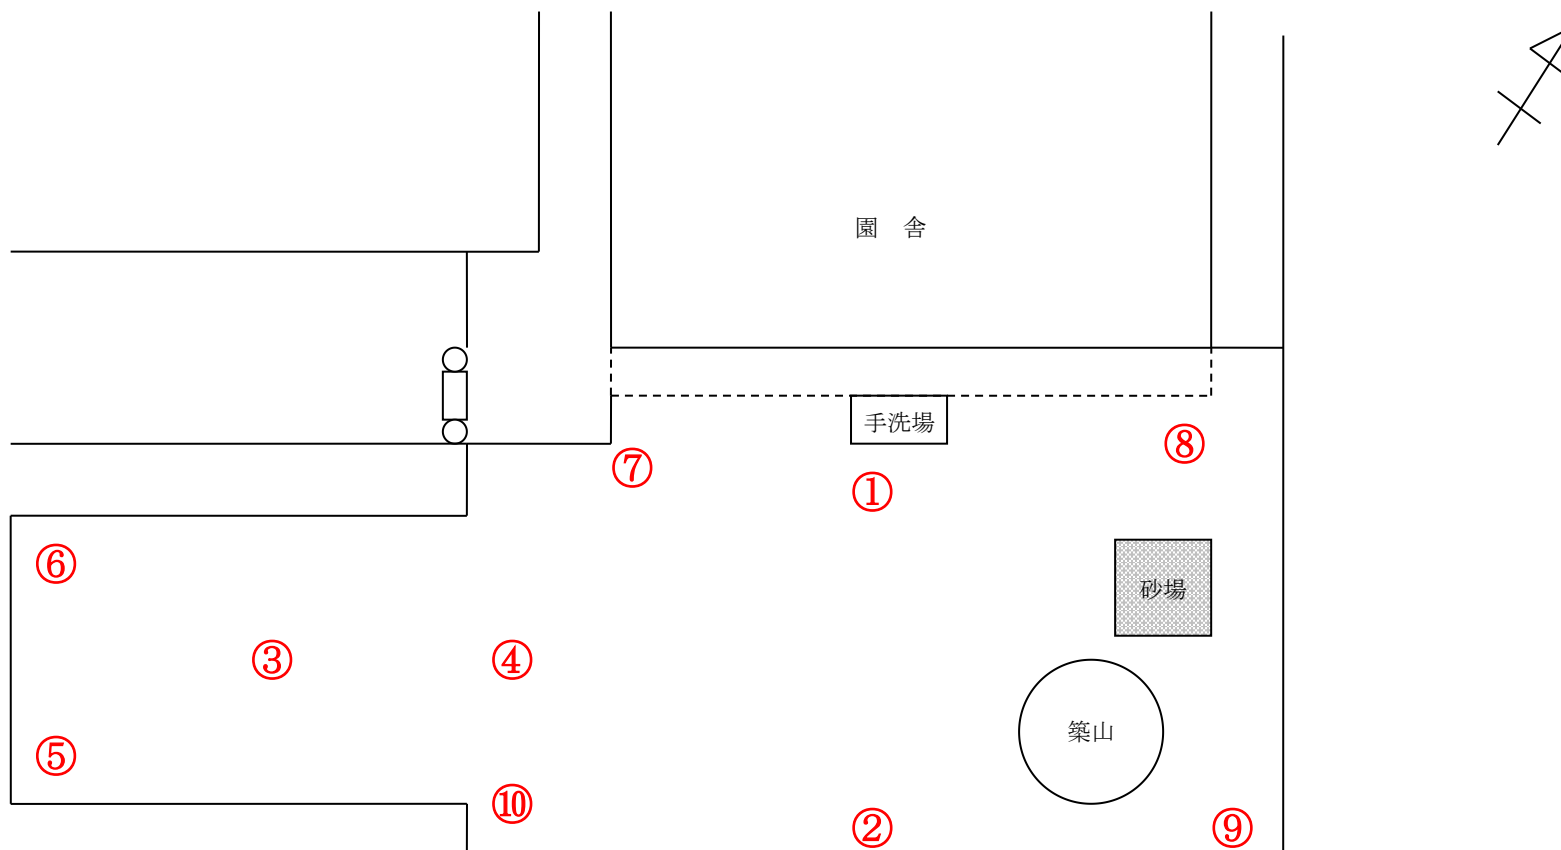 園 舎
手洗場
⑧
⑦
①
⑥
砂場
③
④
築山
⑤
⑩
②
⑨